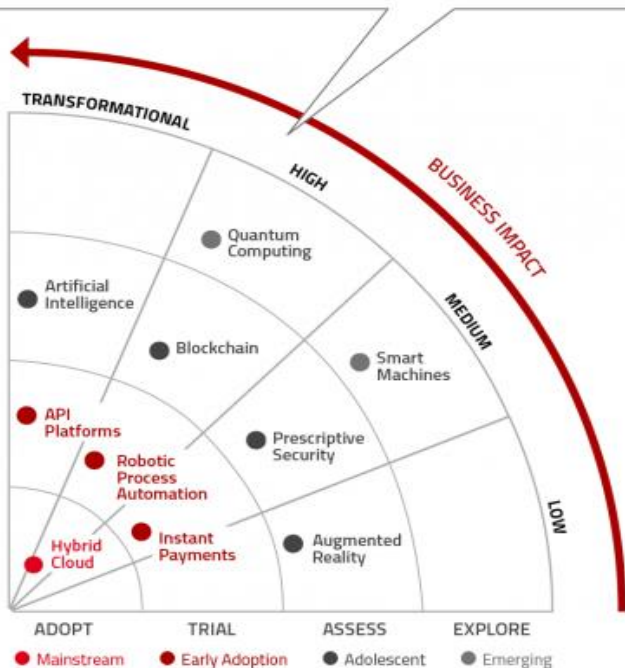 TRANSFORMATIONAL
HIGH
BUSINESS IMPACT
MEDIUM
LOW
Quantum
Computing
Artificial
Intelligence
Blockchain
Smart
Machines
API
Platforms
Prescriptive
Security
Robotic
Process
Automation
Instant
Payments
Augmented
Reality
Hybrid
Cloud
ADOPT TRIAL ASSESS EXPLORE
Mainstream Early Adoption Adolescent Emerging